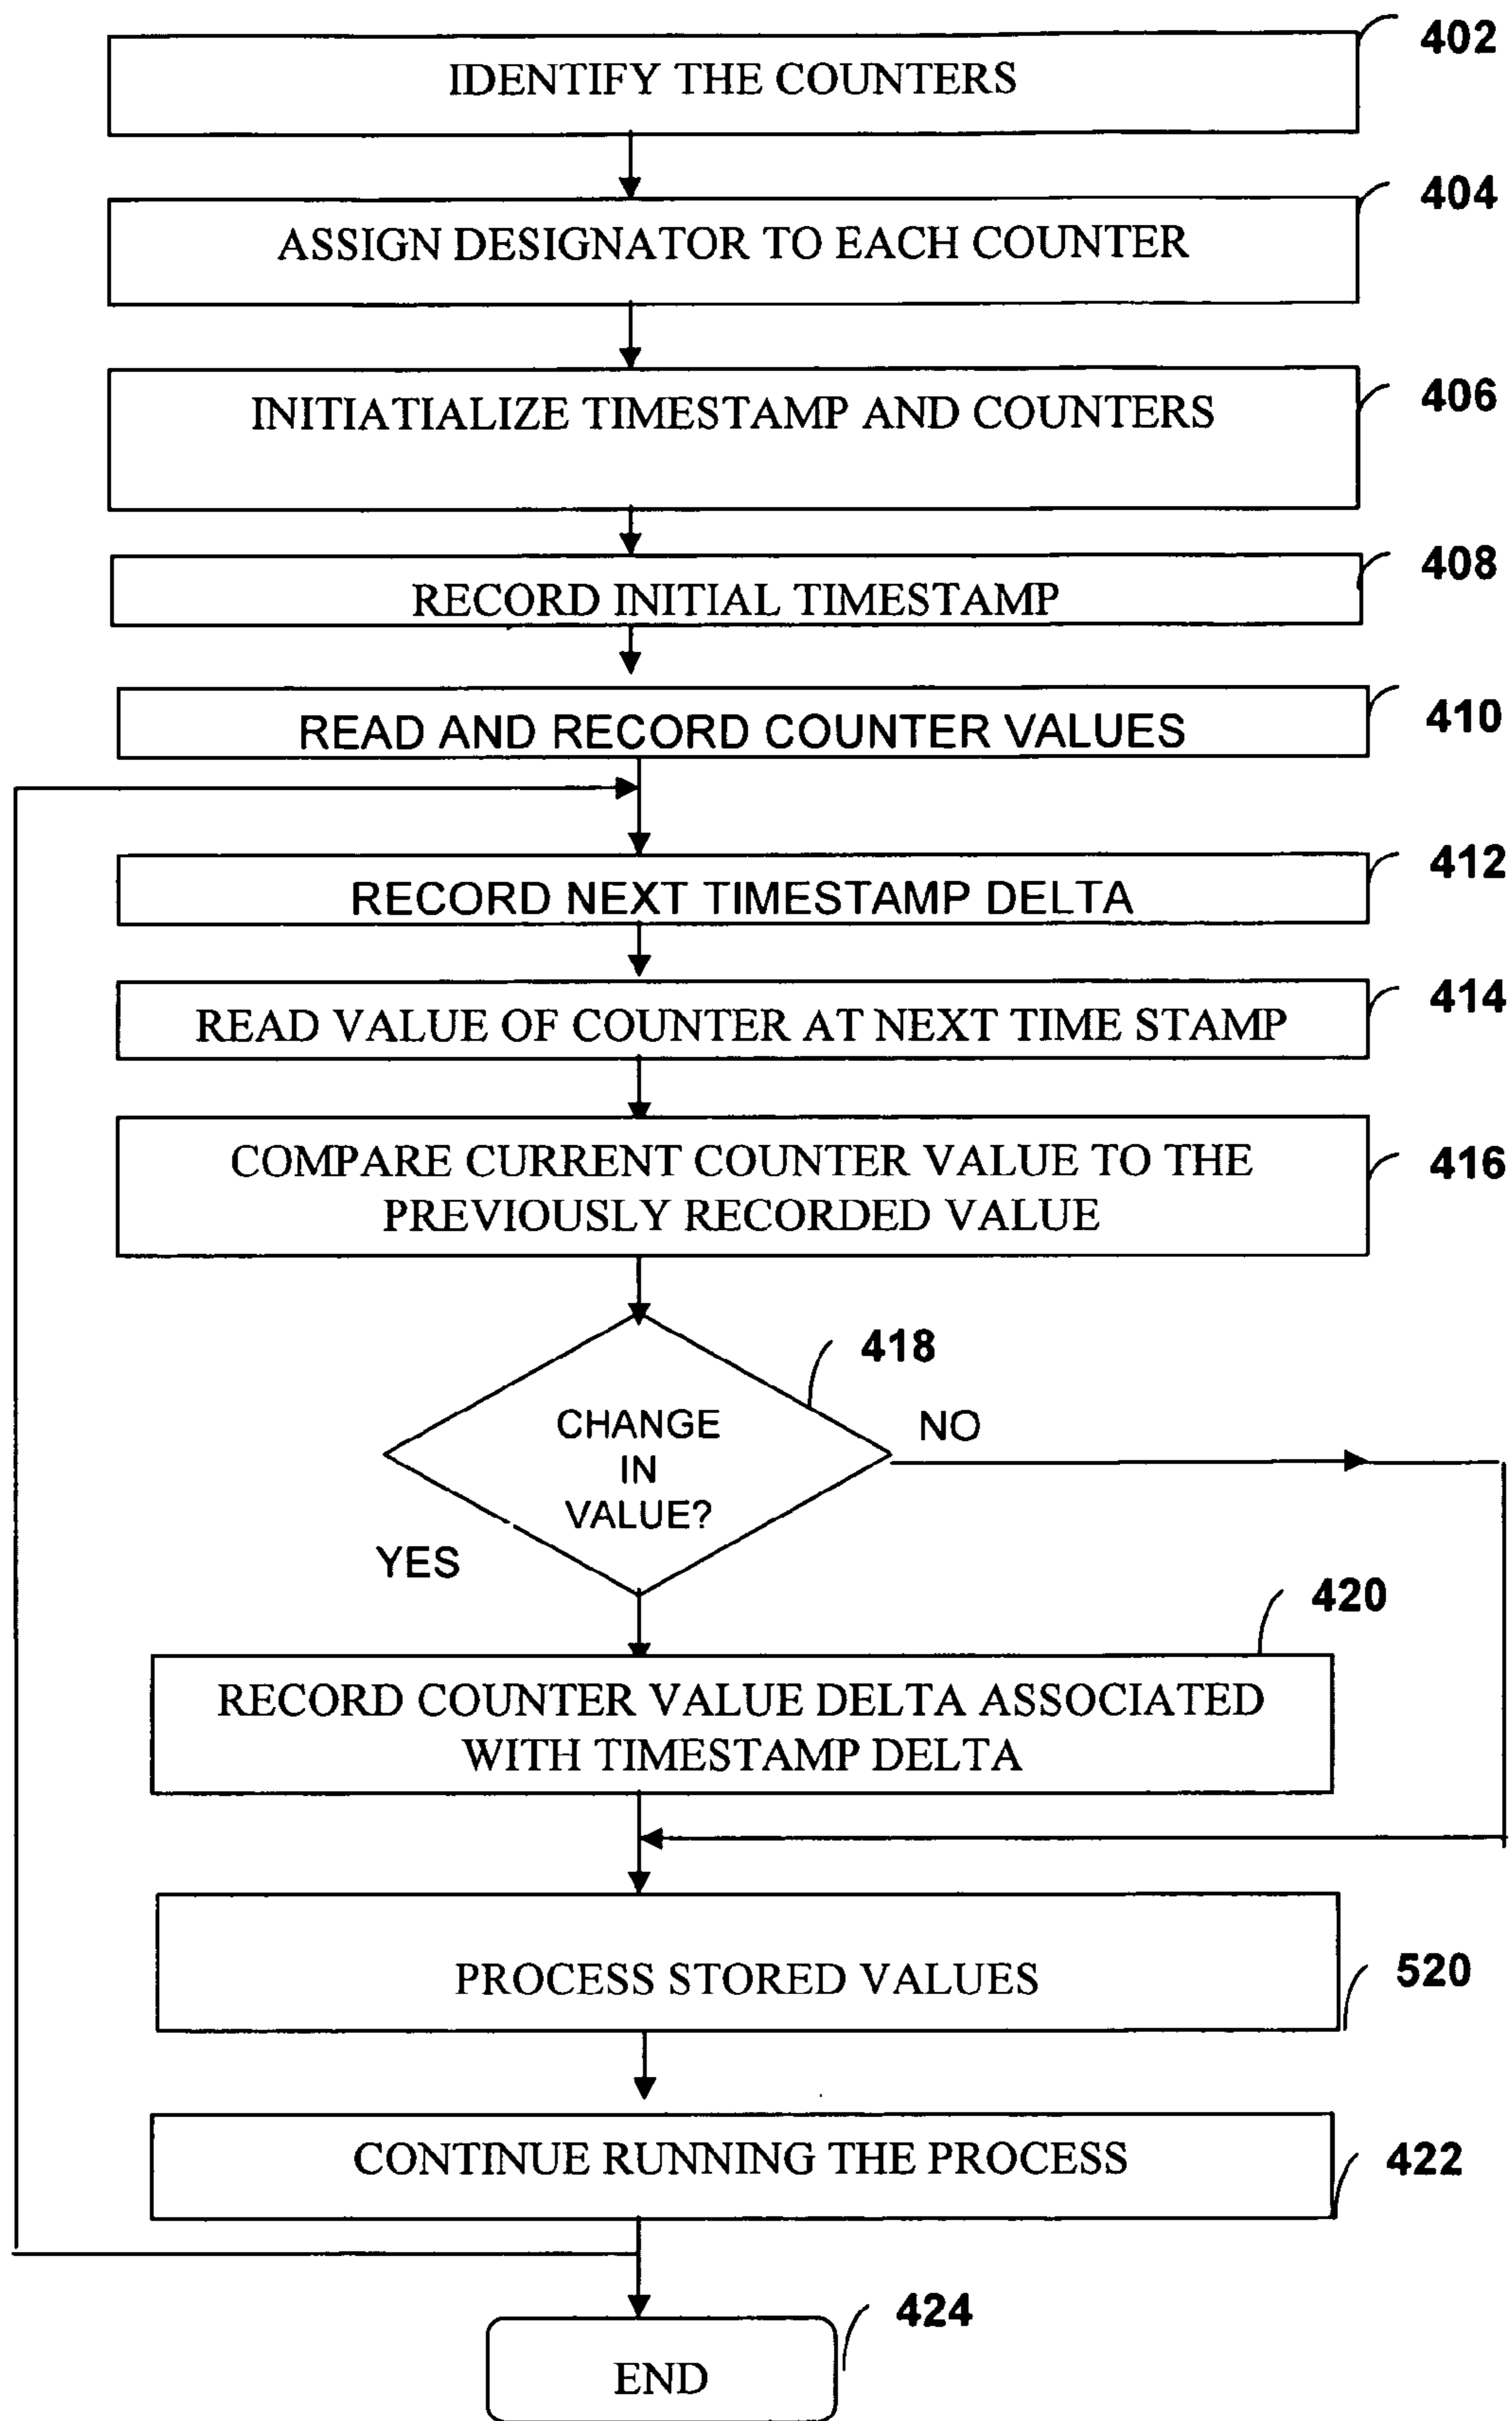 402
IDENTIFY THE COUNTERS
404
ASSIGN DESIGNATOR TO EACH COUNTER
406
INITIATIALIZE TIMESTAMP AND COUNTERS
408
RECORD INITIAL TIMESTAMP
410
READ AND RECORD COUNTER VALUES
412
RECORD NEXT TIMESTAMP DELTA
414
READ VALUE OF COUNTER AT NEXT TIME STAMP
416
COMPARE CURRENT COUNTER VALUE TO THE
PREVIOUSLY RECORDED VALUE
418
CHANGE
IN
VALUE?
NO
YES
420
RECORD COUNTER VALUE DELTA ASSOCIATED
WITH TIMESTAMP DELTA
PROCESS STORED VALUES
520
CONTINUE RUNNING THE PROCESS
422
424
END